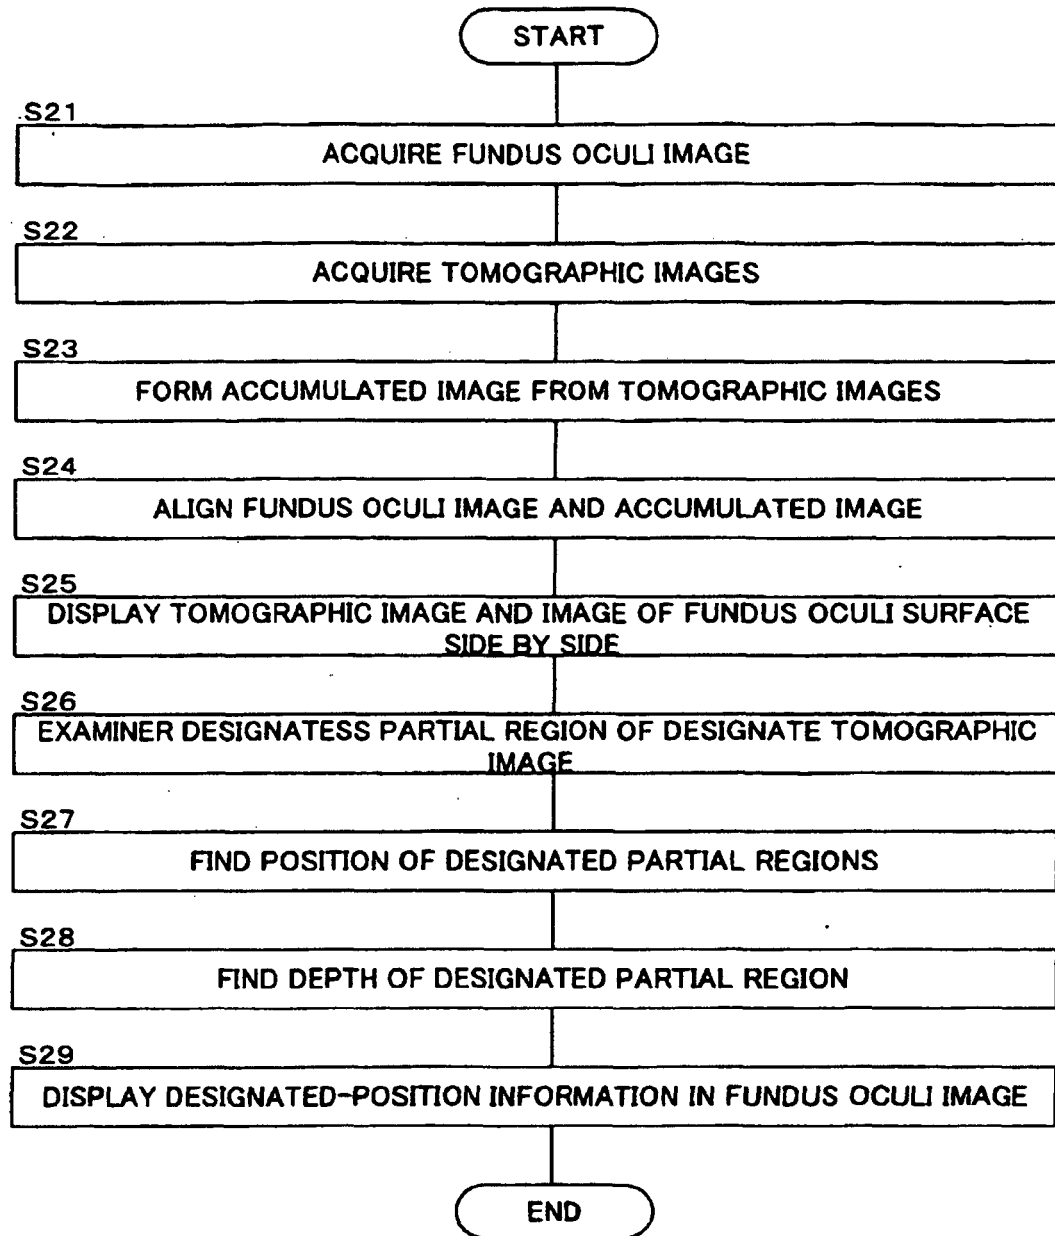 START
S21
ACQUIRE FUNDUS OCULI IMAGE
S22
ACQUIRE TOMOGRAPHIC IMAGES
S23
FORM ACCUMULATED IMAGE FROM TOMOGRAPHIC IMAGES
S24
ALIGN FUNDUS OCULI IMAGE AND ACCUMULATED IMAGE
S25
DISPLAY TOMOGRAPHIC IMAGE AND IMAGE OF FUNDUS OCULI SURFACE
SIDE BY SIDE
S26
EXAMINER DESIGNATESS PARTIAL REGION OF DESIGNATE TOMOGRAPHIC
IMAGE
S27
FIND POSITION OF DESIGNATED PARTIAL REGIONS
S28
FIND DEPTH OF DESIGNATED PARTIAL REGION
S29
DISPLAY DESIGNATED-POSITION INFORMATION IN FUNDUS OCULI IMAGE
END